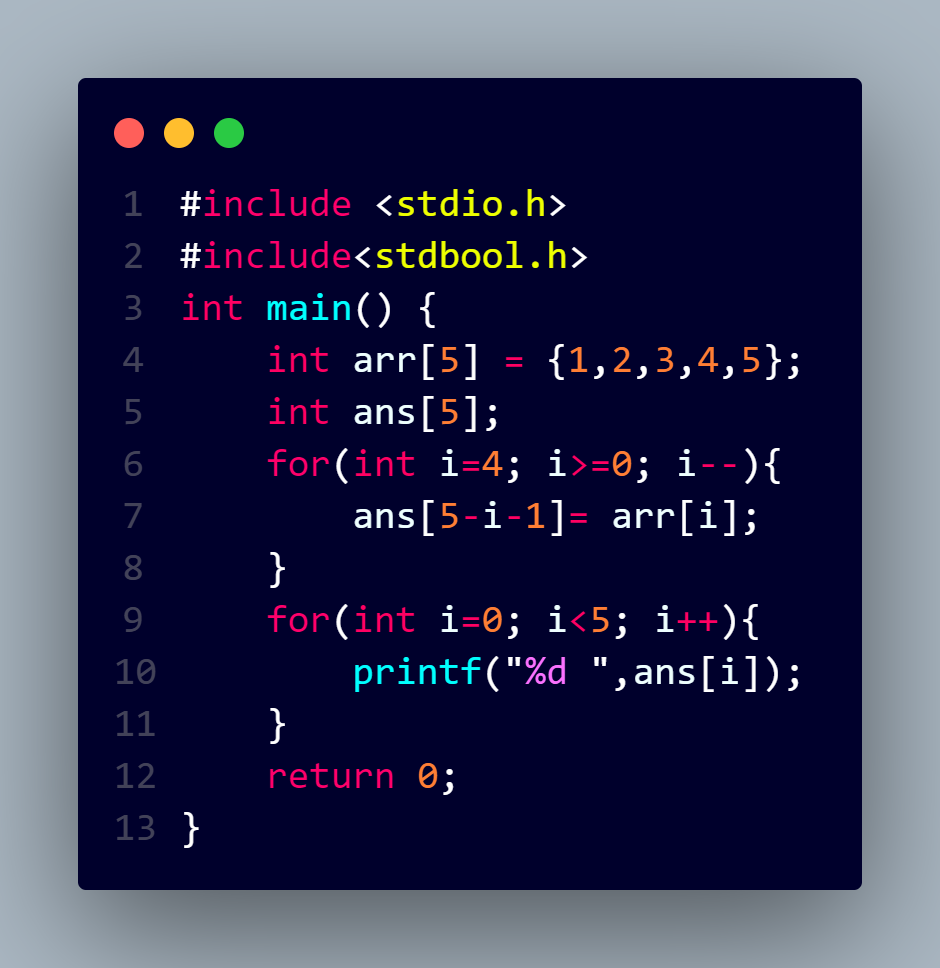 1 #include <stdio.h>
2 #include<stdbool.h>
3 int main() {
4     int arr[5] = {1,2,3,4,5};
5     int ans[5];
6     for(int i=4; i>=0; i--){
7         ans[5-i-1]= arr[i];
8     }
9     for(int i=0; i<5; i++){
10         printf("%d ",ans[i]);
11     }
12     return 0;
13 }